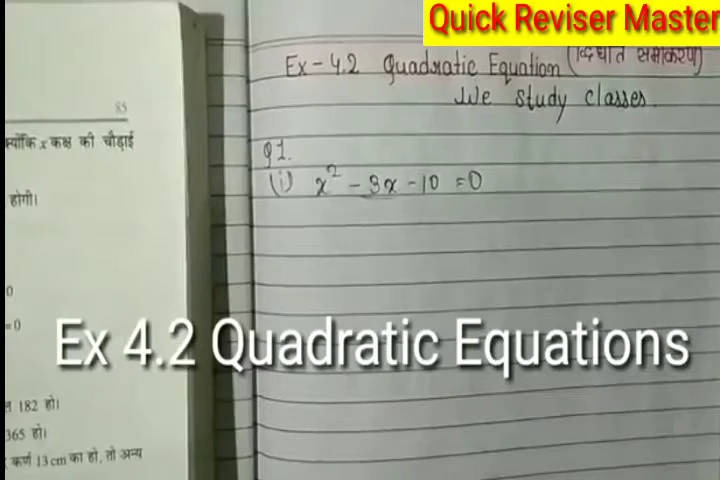 Quick Reviser Master
Ex-4.2 Quadratic Equation (द्विघात समीकरण)
We Study classes.
Q1.
(i) x² - 3x - 10 = 0
85
क्योंकि x कक्ष की चौड़ाई
होगी।
0
=0
Ex 4.2 Quadratic Equations
182 हो।
365 हो।
कर्ण 13 cm का हो, तो अन्य